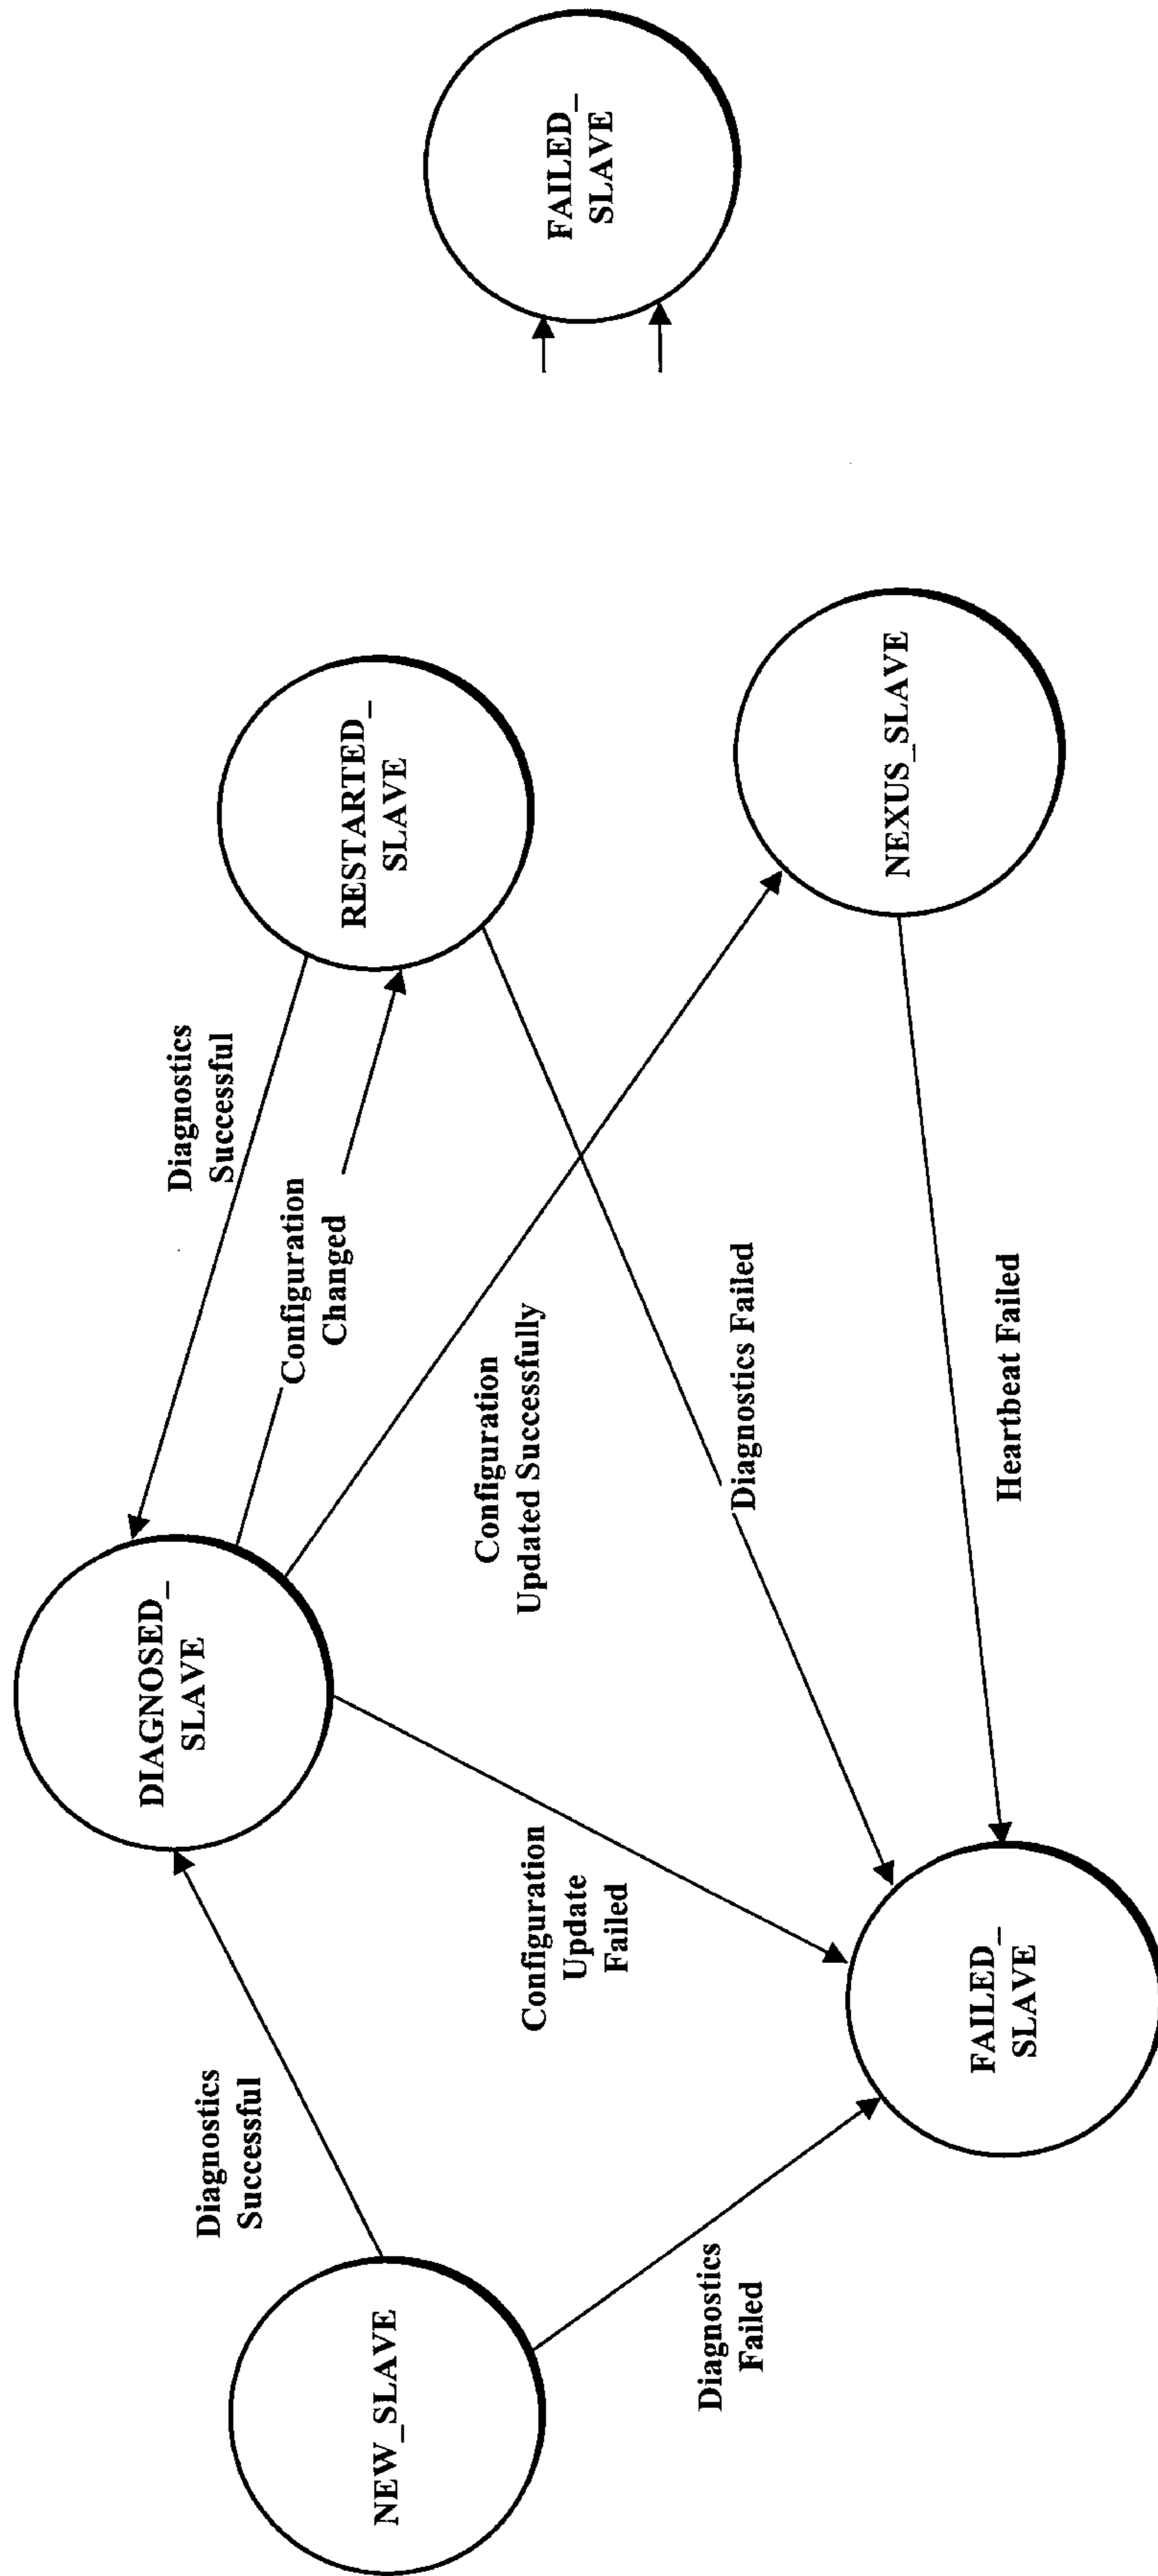 NEW_SLAVE
Diagnostics
Successful
Diagnostics
Failed
DIAGNOSED_
SLAVE
Configuration
Update
Failed
FAILED_
SLAVE
Diagnostics
Successful
Configuration
Changed
Configuration
Updated Successfully
Diagnostics Failed
Heartbeat Failed
RESTARTED_
SLAVE
NEXUS_SLAVE
FAILED_
SLAVE